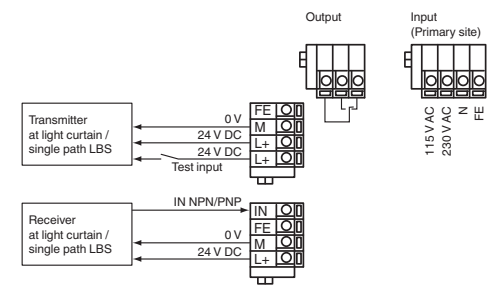 Output
Input
(Primary site)
115 V AC
230 V AC
N
FE
Transmitter
at light curtain /
single path LBS
0 V
24 V DC
24 V DC
Test input
FE
M
L+
L+
Receiver
at light curtain /
single path LBS
IN NPN/PNP
0 V
24 V DC
IN
FE
M
L+